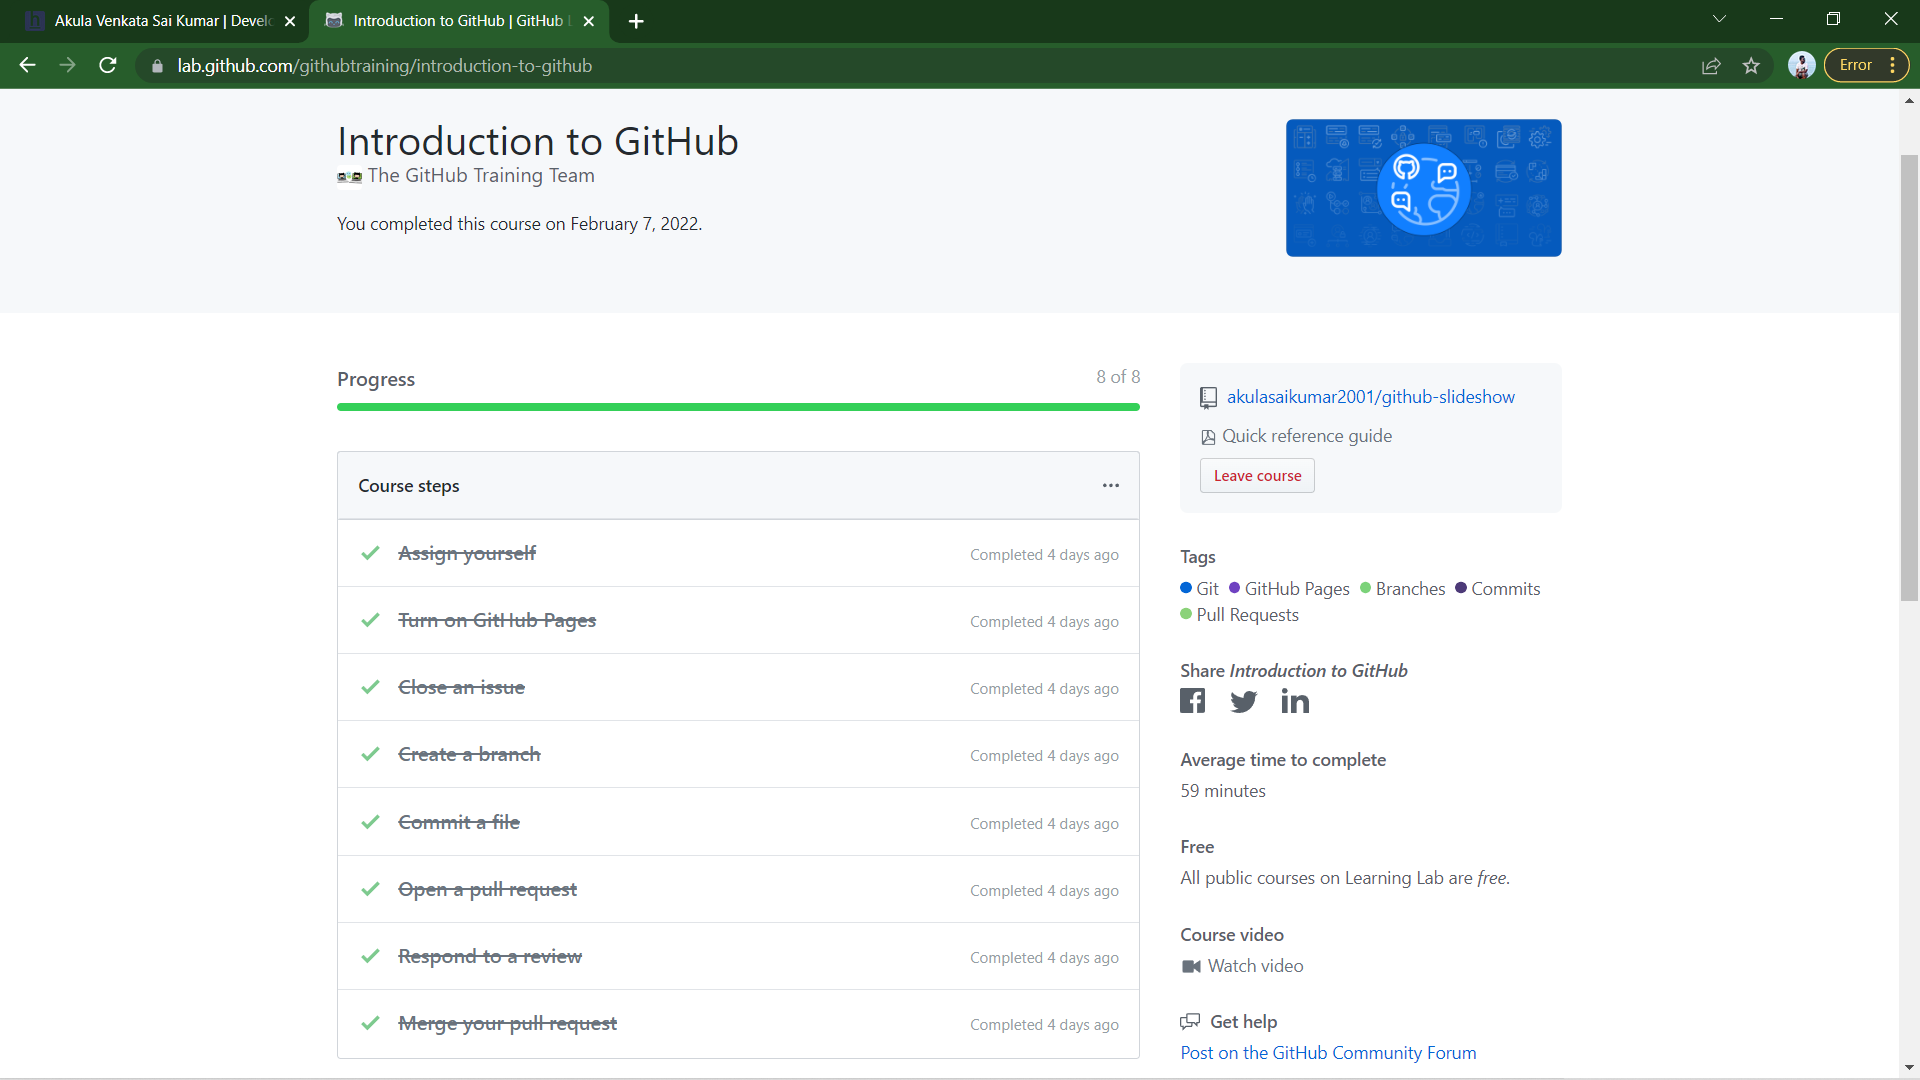 Akula Venkata Sai Kumar | Develo
Introduction to GitHub | GitHub L
lab.github.com/githubtraining/introduction-to-github
Error
Introduction to GitHub
The GitHub Training Team
You completed this course on February 7, 2022.
Progress
8 of 8
Course steps
Assign yourself
Completed 4 days ago
Turn on GitHub Pages
Completed 4 days ago
Close an issue
Completed 4 days ago
Create a branch
Completed 4 days ago
Commit a file
Completed 4 days ago
Open a pull request
Completed 4 days ago
Respond to a review
Completed 4 days ago
Merge your pull request
Completed 4 days ago
akulasaikumar2001/github-slideshow
Quick reference guide
Leave course
Tags
Git GitHub Pages Branches Commits
Pull Requests
Share Introduction to GitHub
Average time to complete
59 minutes
Free
All public courses on Learning Lab are free.
Course video
Watch video
Get help
Post on the GitHub Community Forum